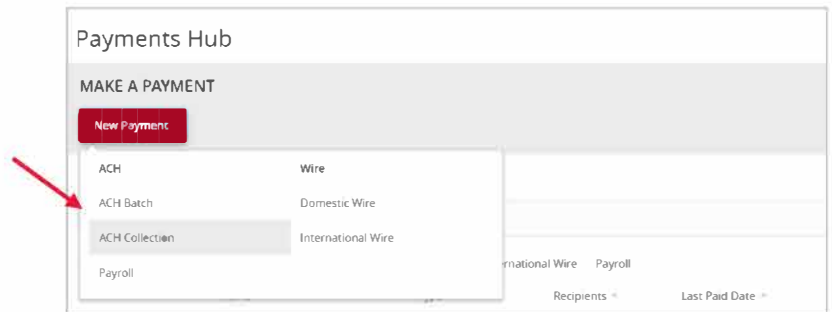 Payments Hub
MAKE A PAYMENT
New Payment
ACH Wire
ACH Batch Domestic Wire
ACH Collection International Wire
Payroll
Wire Payroll
Recipients Last Paid Date